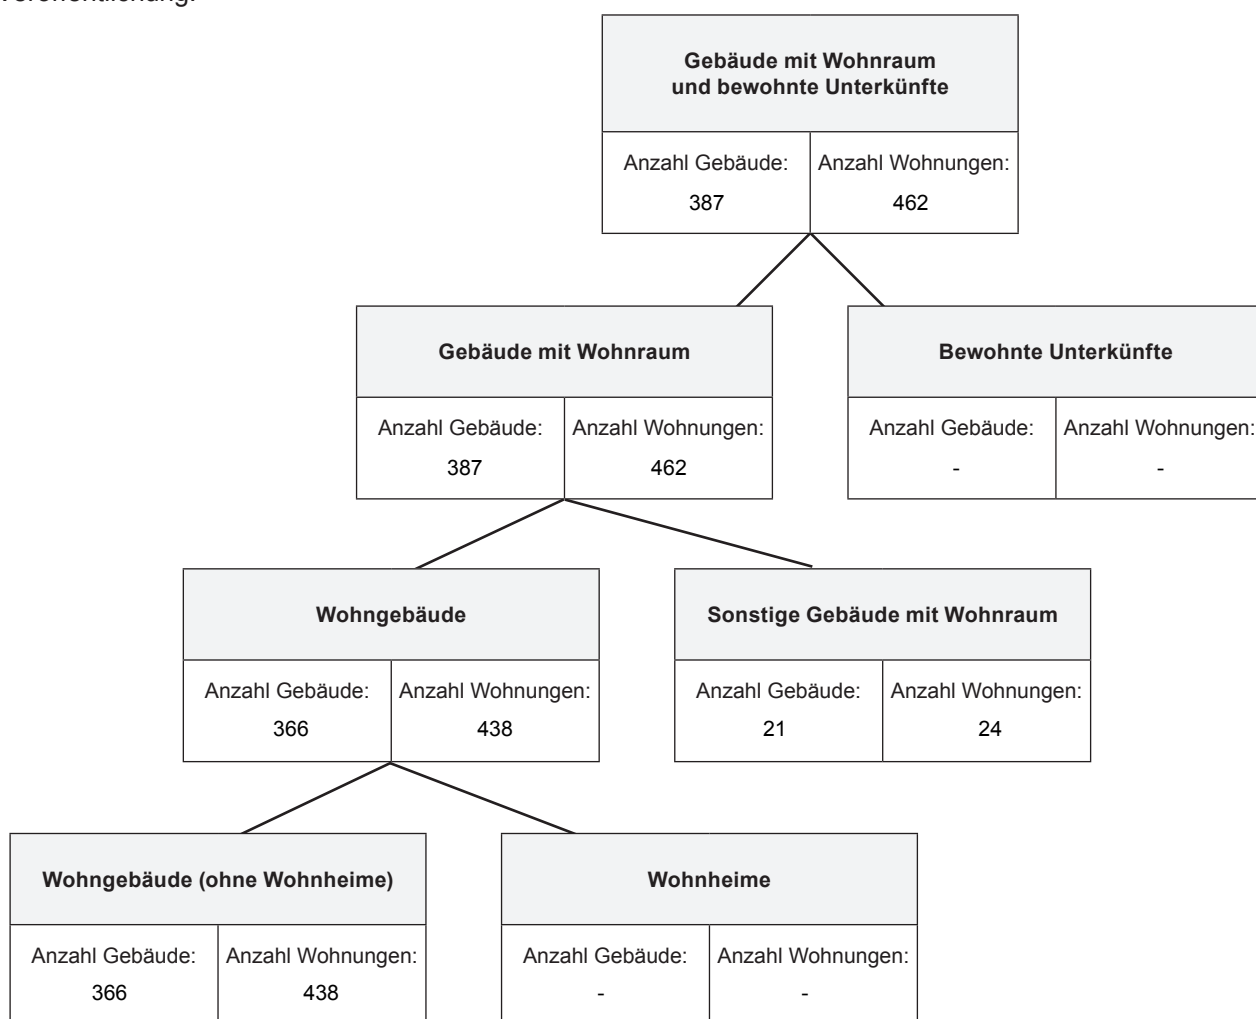 Veröffentlichung.
Gebäude mit Wohnraum
und bewohnte Unterkünfte
Anzahl Gebäude: Anzahl Wohnungen:
387 462
Gebäude mit Wohnraum Bewohnte Unterkünfte
Anzahl Gebäude: Anzahl Wohnungen: Anzahl Gebäude: Anzahl Wohnungen:
387 462 - -
Wohngebäude Sonstige Gebäude mit Wohnraum
Anzahl Gebäude: Anzahl Wohnungen: Anzahl Gebäude: Anzahl Wohnungen:
366 438 21 24
Wohngebäude (ohne Wohnheime) Wohnheime
Anzahl Gebäude: Anzahl Wohnungen: Anzahl Gebäude: Anzahl Wohnungen:
366 438 - -